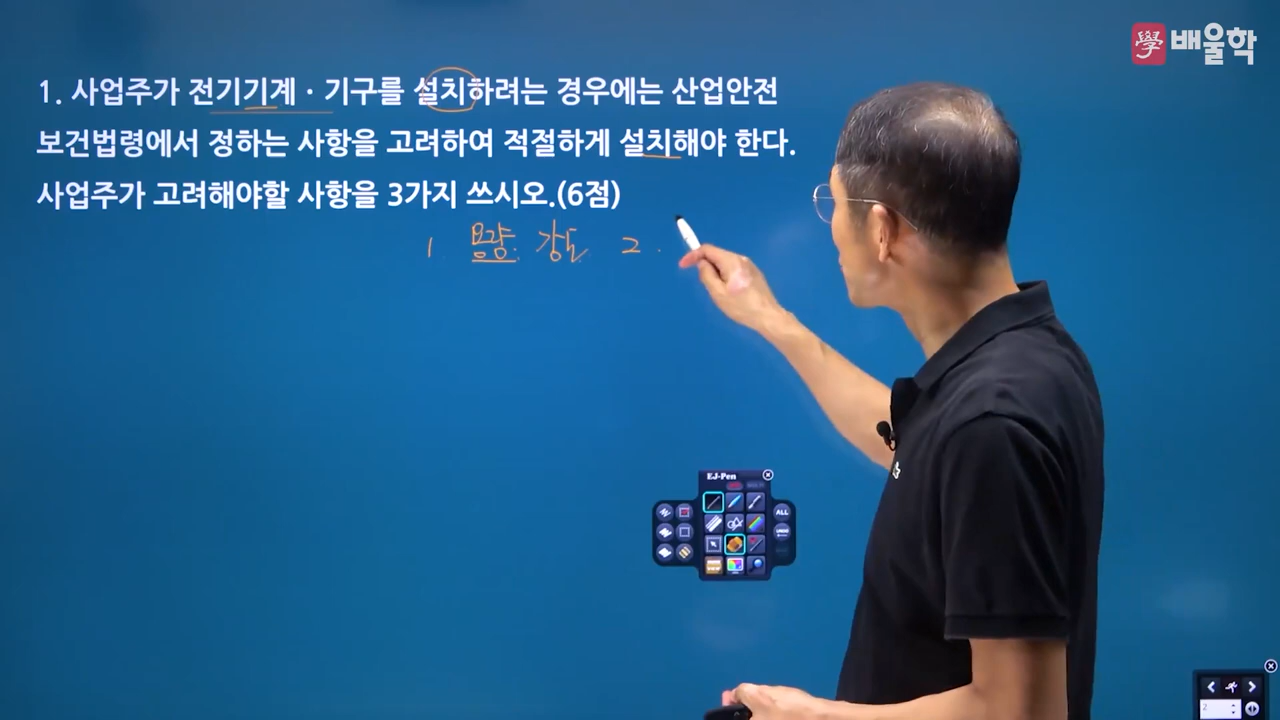 學 배울학
1. 사업주가 전기기계 · 기구를 설치하려는 경우에는 산업안전
보건법령에서 정하는 사항을 고려하여 적절하게 설치해야 한다.
사업주가 고려해야할 사항을 3가지 쓰시오.(6점)
1 용량. 강도 2.
EJ-Pen
ALL
2